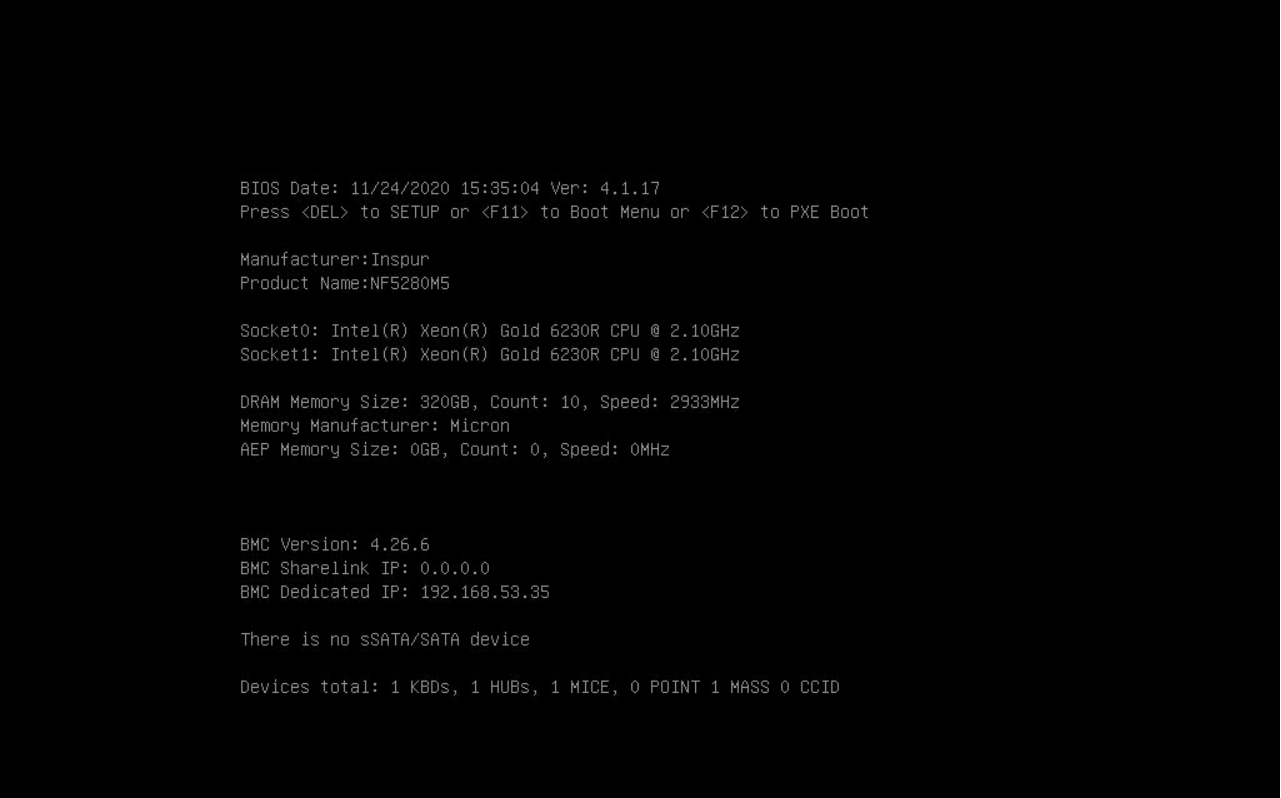 BIOS Date: 11/24/2020 15:35:04 Ver: 4.1.17
Press <DEL> to SETUP or <F11> to Boot Menu or <F12> to PXE Boot
Manufacturer:Inspur
Product Name:NF5280M5
Socket0: Intel(R) Xeon(R) Gold 6230R CPU @ 2.10GHz
Socket1: Intel(R) Xeon(R) Gold 6230R CPU @ 2.10GHz
DRAM Memory Size: 320GB, Count: 10, Speed: 2933MHz
Memory Manufacturer: Micron
AEP Memory Size: 0GB, Count: 0, Speed: 0MHz
BMC Version: 4.26.6
BMC Sharelink IP: 0.0.0.0
BMC Dedicated IP: 192.168.53.35
There is no sSATA/SATA device
Devices total: 1 KBDs, 1 HUBs, 1 MICE, 0 POINT 1 MASS 0 CCID